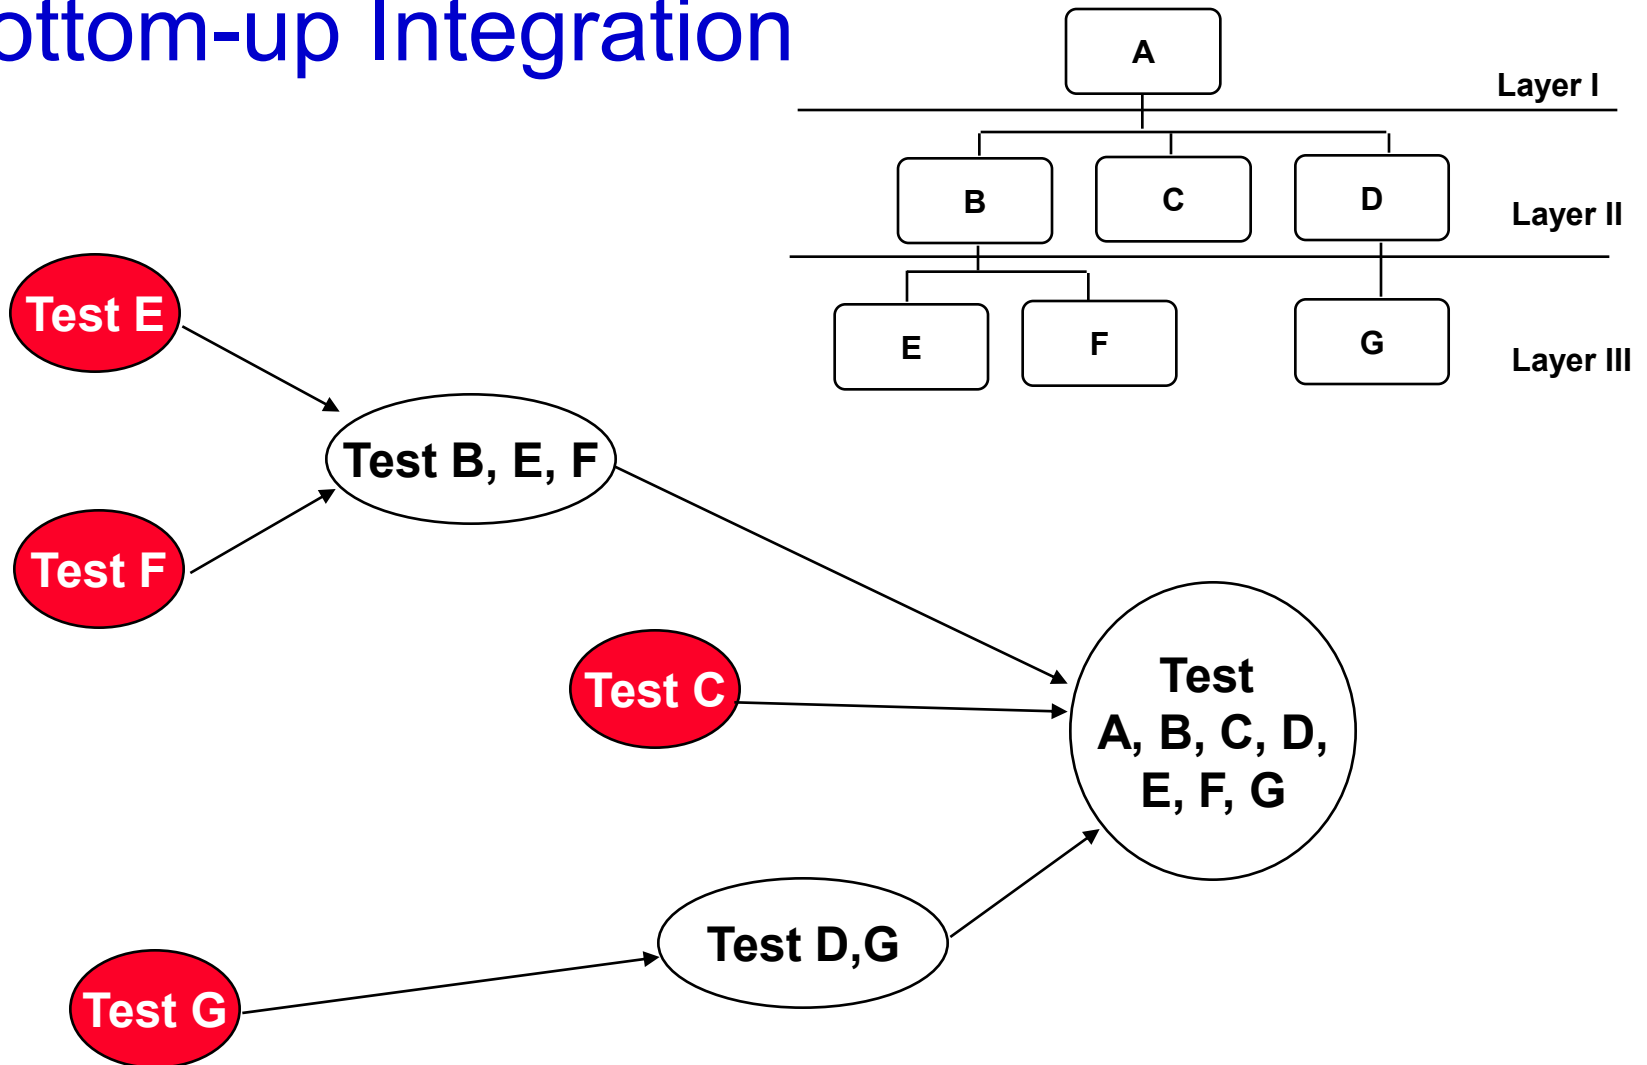 ottom-up Integration
A
Layer I
B
C
D
Layer II
E
F
G
Layer III
Test E
Test B, E, F
Test F
Test C
Test
A, B, C, D,
E, F, G
Test D,G
Test G